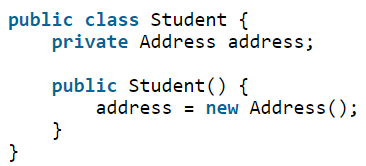 public class Student {
    private Address address;

    public Student() {
        address = new Address();
    }
}